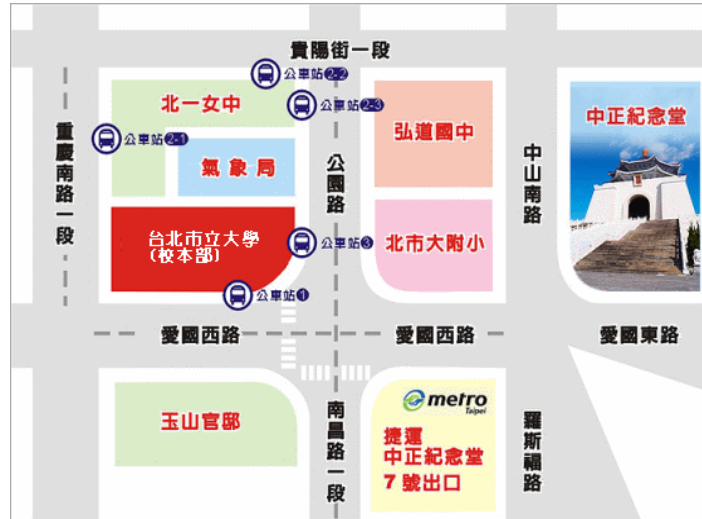 貴陽街一段
公車站2-2
北一女中
公車站2-3
中正紀念堂
重慶南路一段
公車站2-1
弘道國中
氣象局
公園路
中山南路
台北市立大學
(校本部)
公車站3
北市大附小
公車站1
愛國西路
愛國西路
愛國東路
玉山官邸
南昌路一段
metro
Taipei
捷運
中正紀念堂
7號出口
羅斯福路